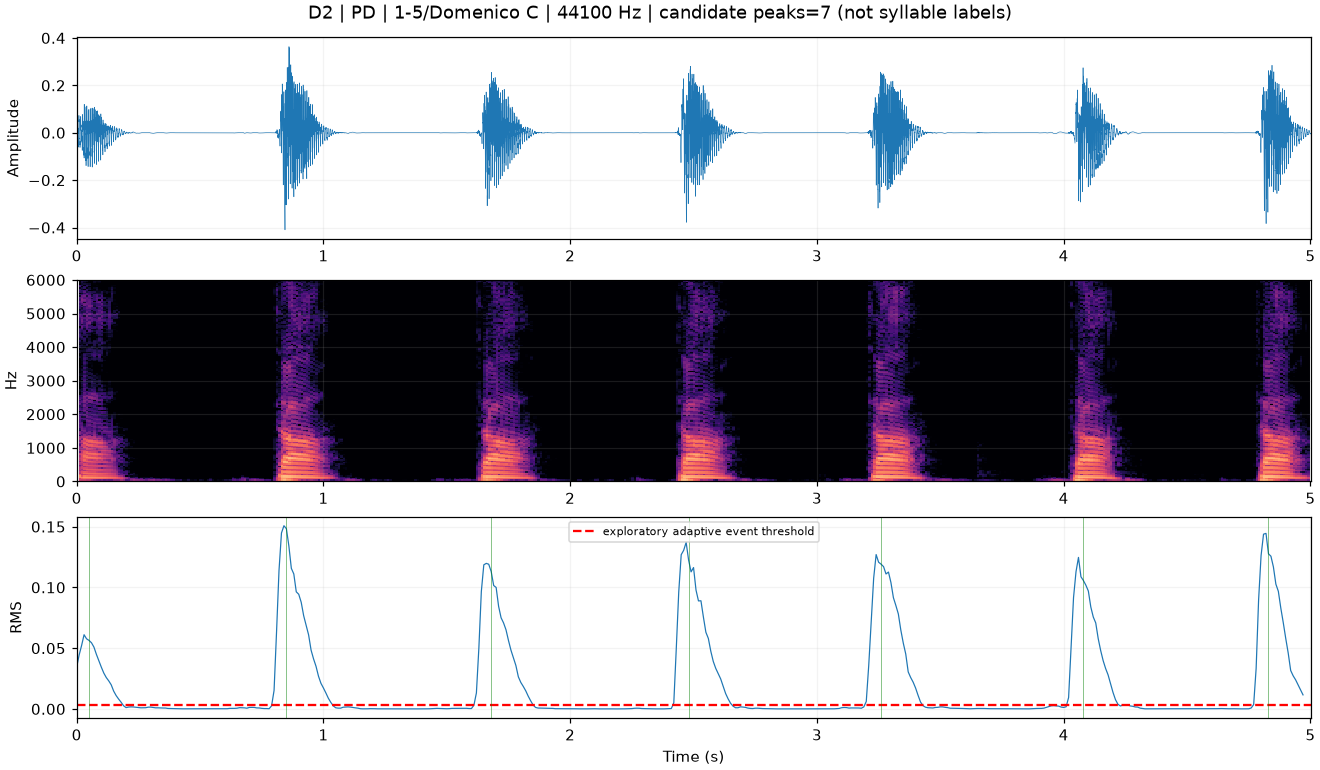 D2 | PD | 1-5/Domenico C | 44100 Hz | candidate peaks=7 (not syllable labels)
0.4
0.2
0.0
−0.2
−0.4
Amplitude
0 1 2 3 4 5
6000
5000
4000
3000
2000
1000
0
Hz
0 1 2 3 4 5
exploratory adaptive event threshold
0.15
0.10
0.05
0.00
RMS
0 1 2 3 4 5
Time (s)